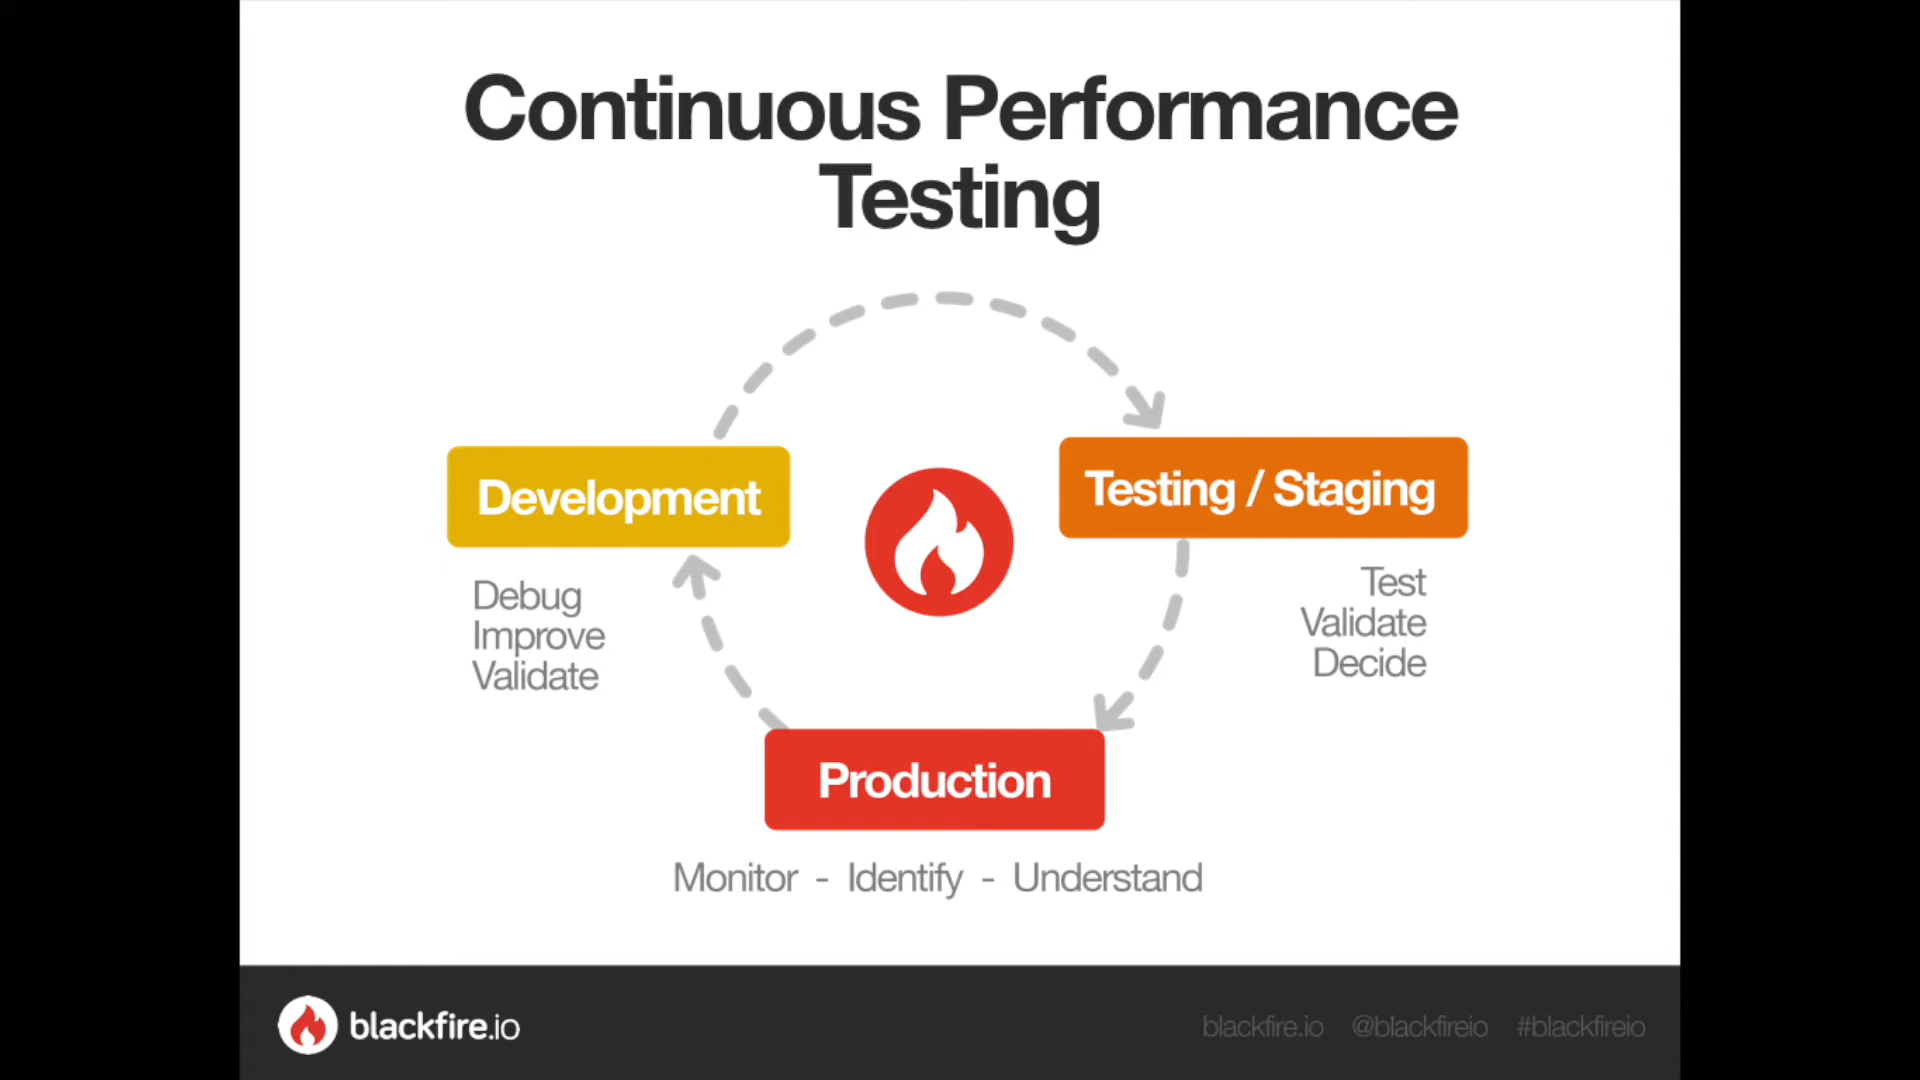 Continuous Performance
Testing
Development
Testing / Staging
Debug
Improve
Validate
Test
Validate
Decide
Production
Monitor - Identify - Understand
blackfire.io
blackfire.io @blackfireio #blackfireio